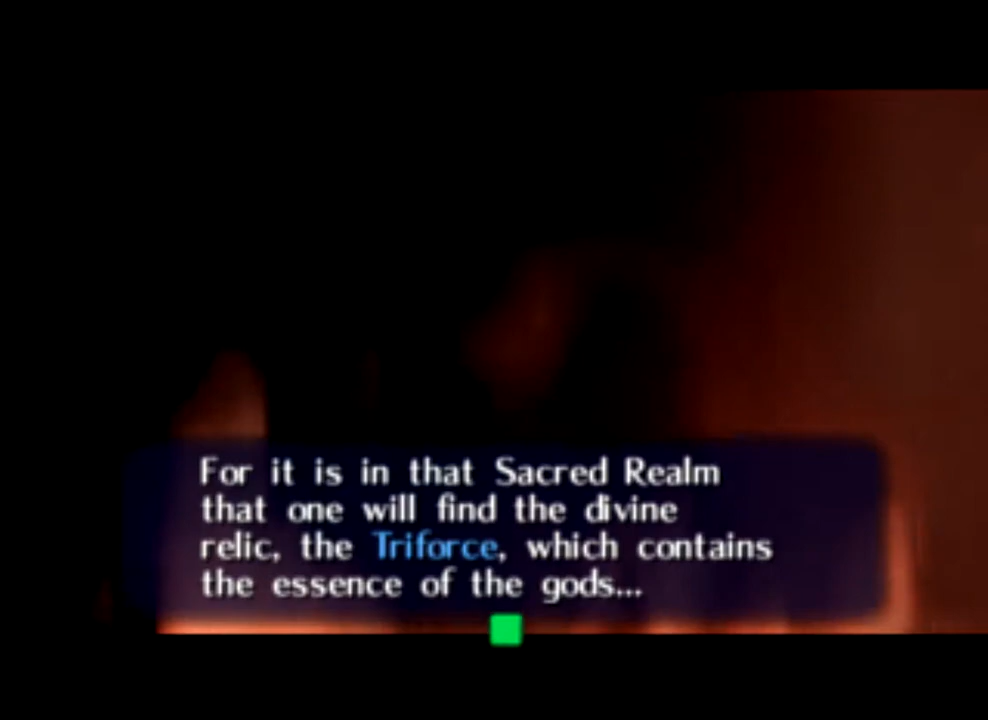 For it is in that Sacred Realm
that one will find the divine
relic, the Triforce, which contains
the essence of the gods...